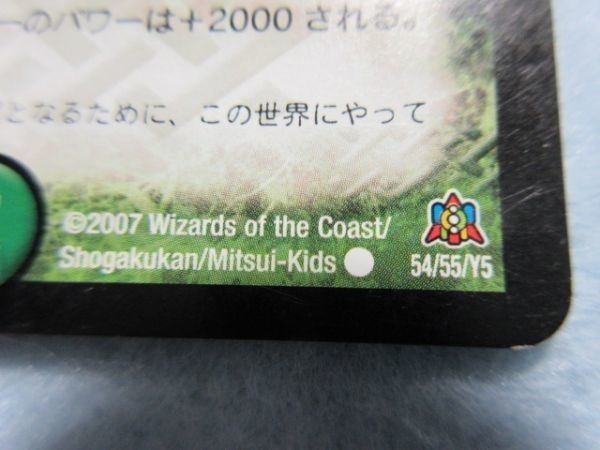 ーのパワーは+2000 される。
となるために、この世界にやって
©2007 Wizards of the Coast/
Shogakukan/Mitsui-Kids
54/55/Y5